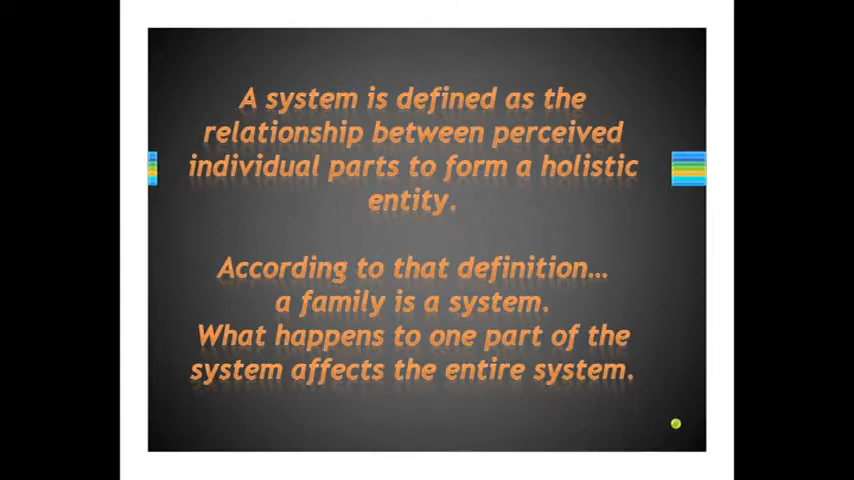 A system is defined as the
relationship between perceived
individual parts to form a holistic
entity.
According to that definition…
a family is a system.
What happens to one part of the
system affects the entire system.